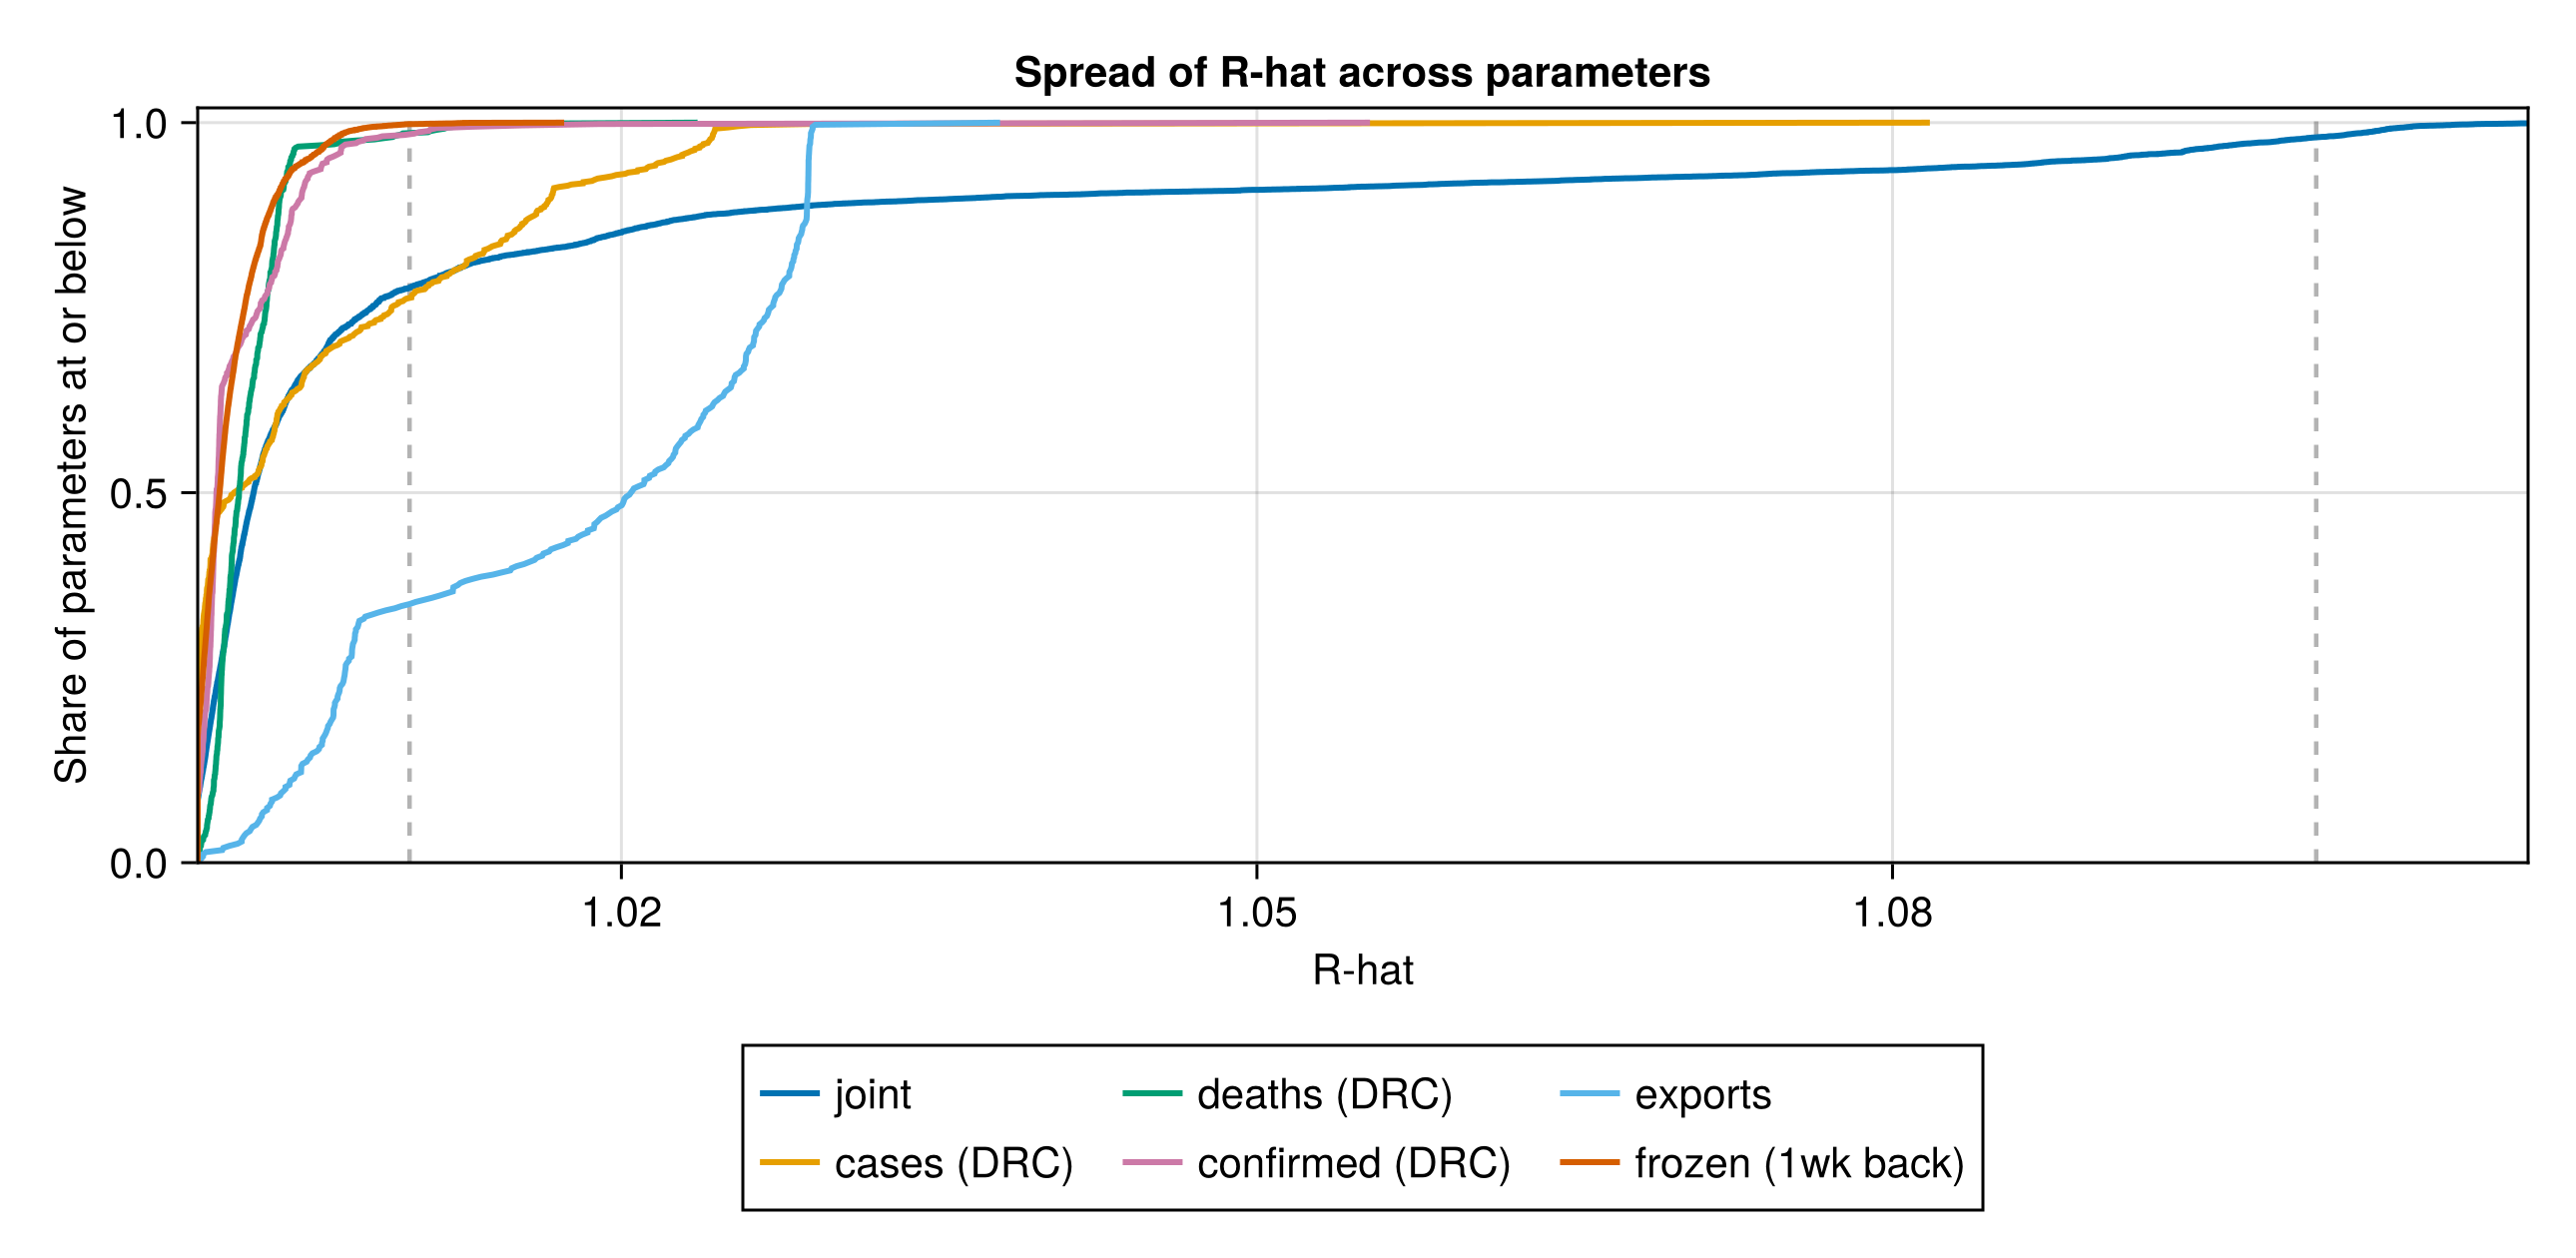 Spread of R-hat across parameters
Share of parameters at or below
1.0
0.5
0.0
1.02
1.05
1.08
R-hat
joint
deaths (DRC)
exports
cases (DRC)
confirmed (DRC)
frozen (1wk back)